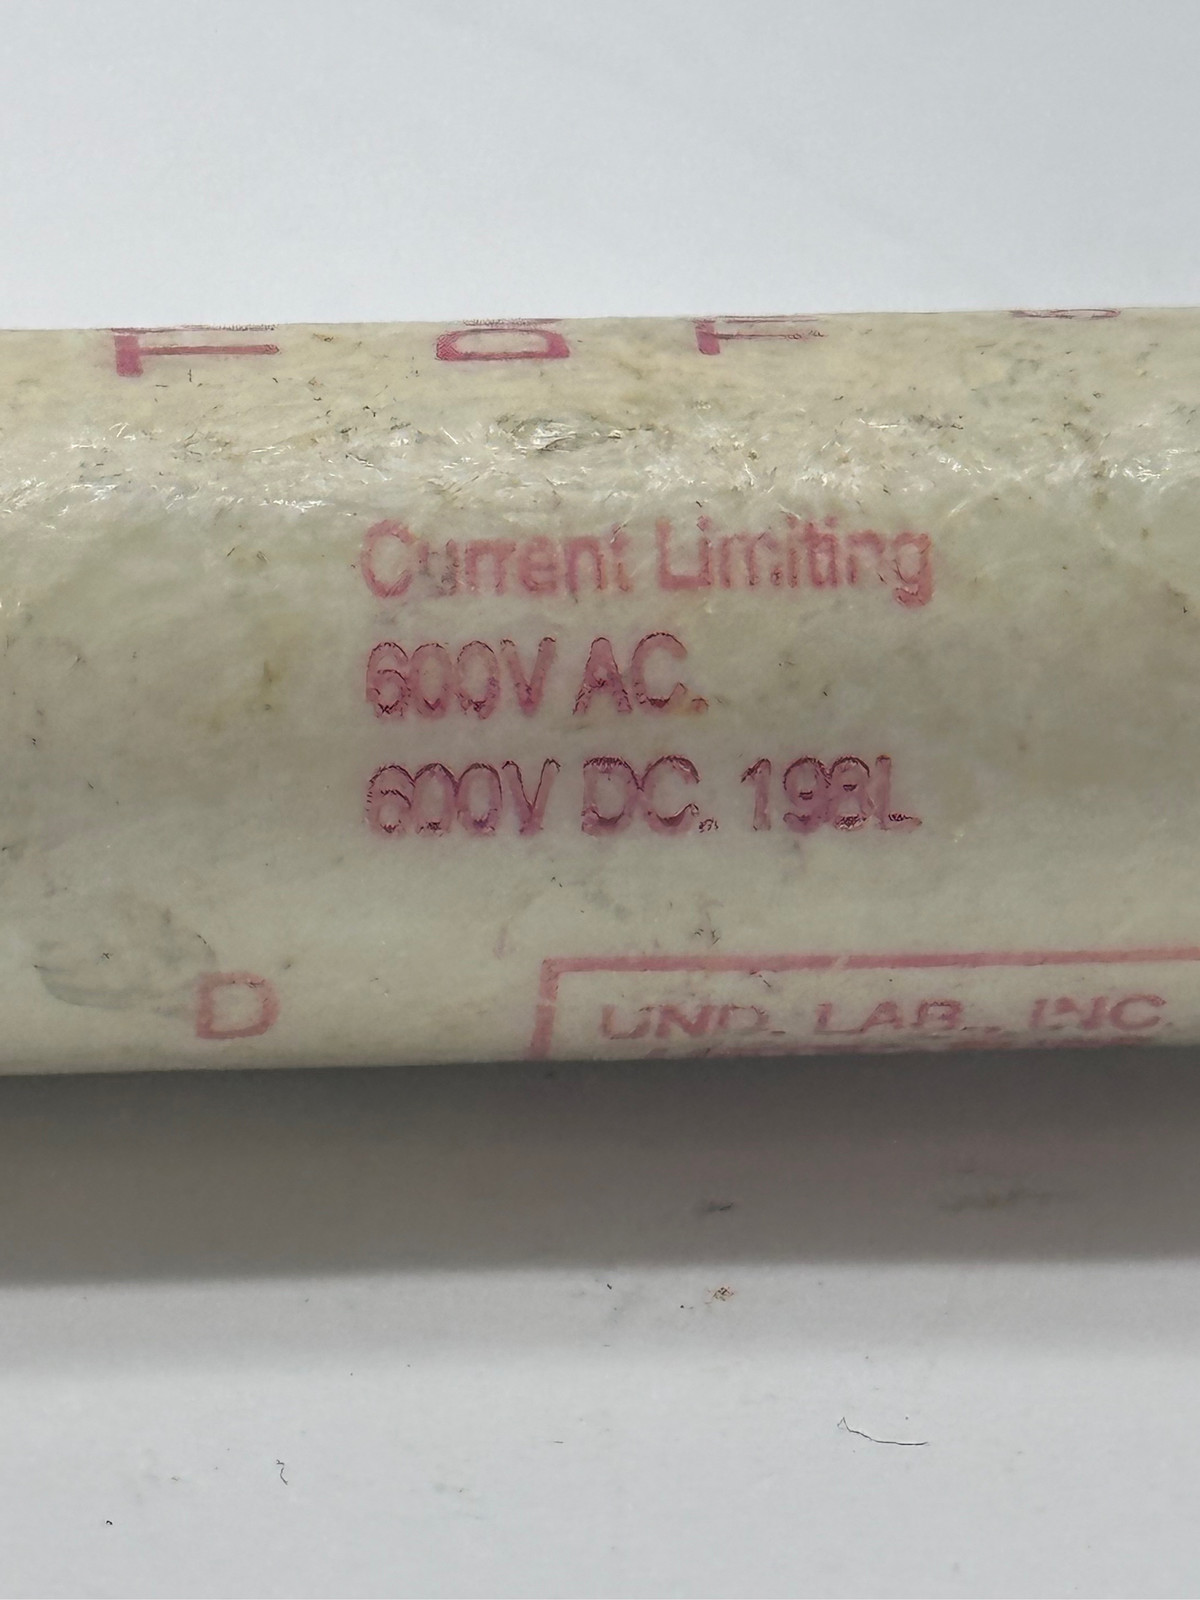 Current Limiting
600V AC.
600V DC. 198L
D
UND. LAB., INC.